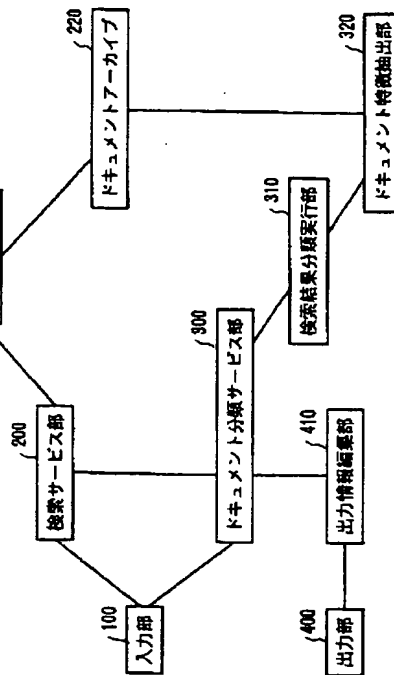 100
入力部
200
検索サービス部
220
ドキュメントアーカイブ
300
ドキュメント分類サービス部
310
検索結果分類実行部
320
ドキュメント特徴抽出部
400
出力部
410
出力情報編集部